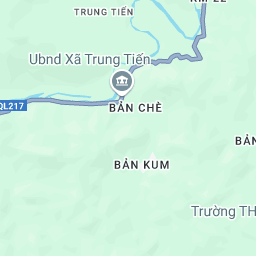 TRUNG TIẾN
Ubnd Xã Trung Tiến
QL217
BẢN CHÈ
BẢN KUM
Trường TH